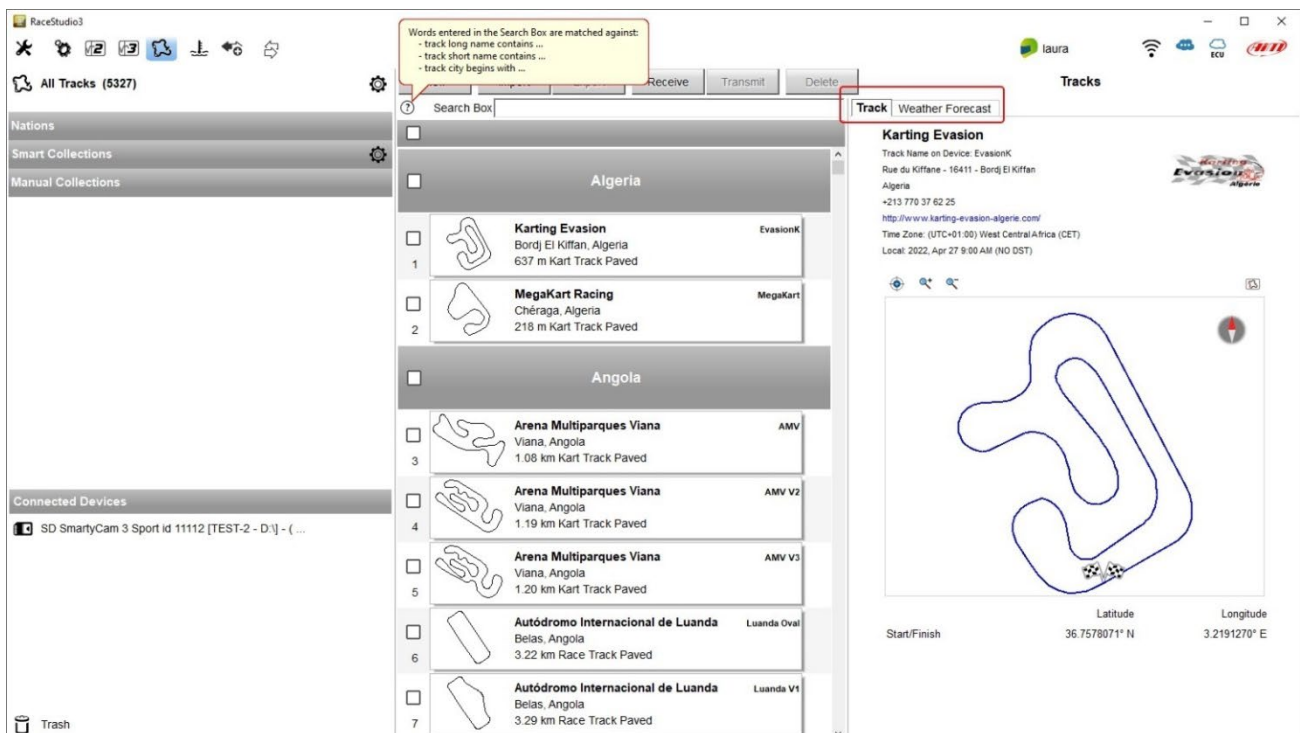 RaceStudio3
Words entered in the Search Box are matched against:
- track long name contains ...
- track short name contains ...
- track city begins with ...
laura
ECU
All Tracks (5327)
Receive
Transmit
Delete
Tracks
Search Box
Track
Weather Forecast
Nations
Smart Collections
Manual Collections
Algeria
Karting Evasion
EvasionK
Bordj El Kiffan, Algeria
637 m Kart Track Paved
1
MegaKart Racing
MegaKart
Chéraga, Algeria
218 m Kart Track Paved
2
Angola
Arena Multiparques Viana
AMV
Viana, Angola
1.08 km Kart Track Paved
3
Arena Multiparques Viana
AMV V2
Viana, Angola
1.19 km Kart Track Paved
4
Arena Multiparques Viana
AMV V3
Viana, Angola
1.20 km Kart Track Paved
5
Autódromo Internacional de Luanda
Luanda Oval
Belas, Angola
3.22 km Race Track Paved
6
Autódromo Internacional de Luanda
Luanda V1
Belas, Angola
3.29 km Race Track Paved
7
Connected Devices
SD SmartyCam 3 Sport id 11112 [TEST-2 - D:\] - ( ...
Trash
Karting Evasion
Track Name on Device: EvasionK
Rue du Kiffane - 16411 - Bordj El Kiffan
Algeria
+213 770 37 62 25
http://www.karting-evasion-algerie.com/
Time Zone: (UTC+01:00) West Central Africa (CET)
Local: 2022, Apr 27 9:00 AM (NO DST)
Karting
Evasion
Algérie
Latitude
Longitude
Start/Finish
36.7578071° N
3.2191270° E